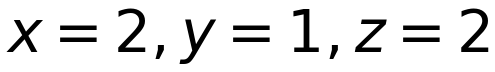 x = 2, y = 1, z = 2